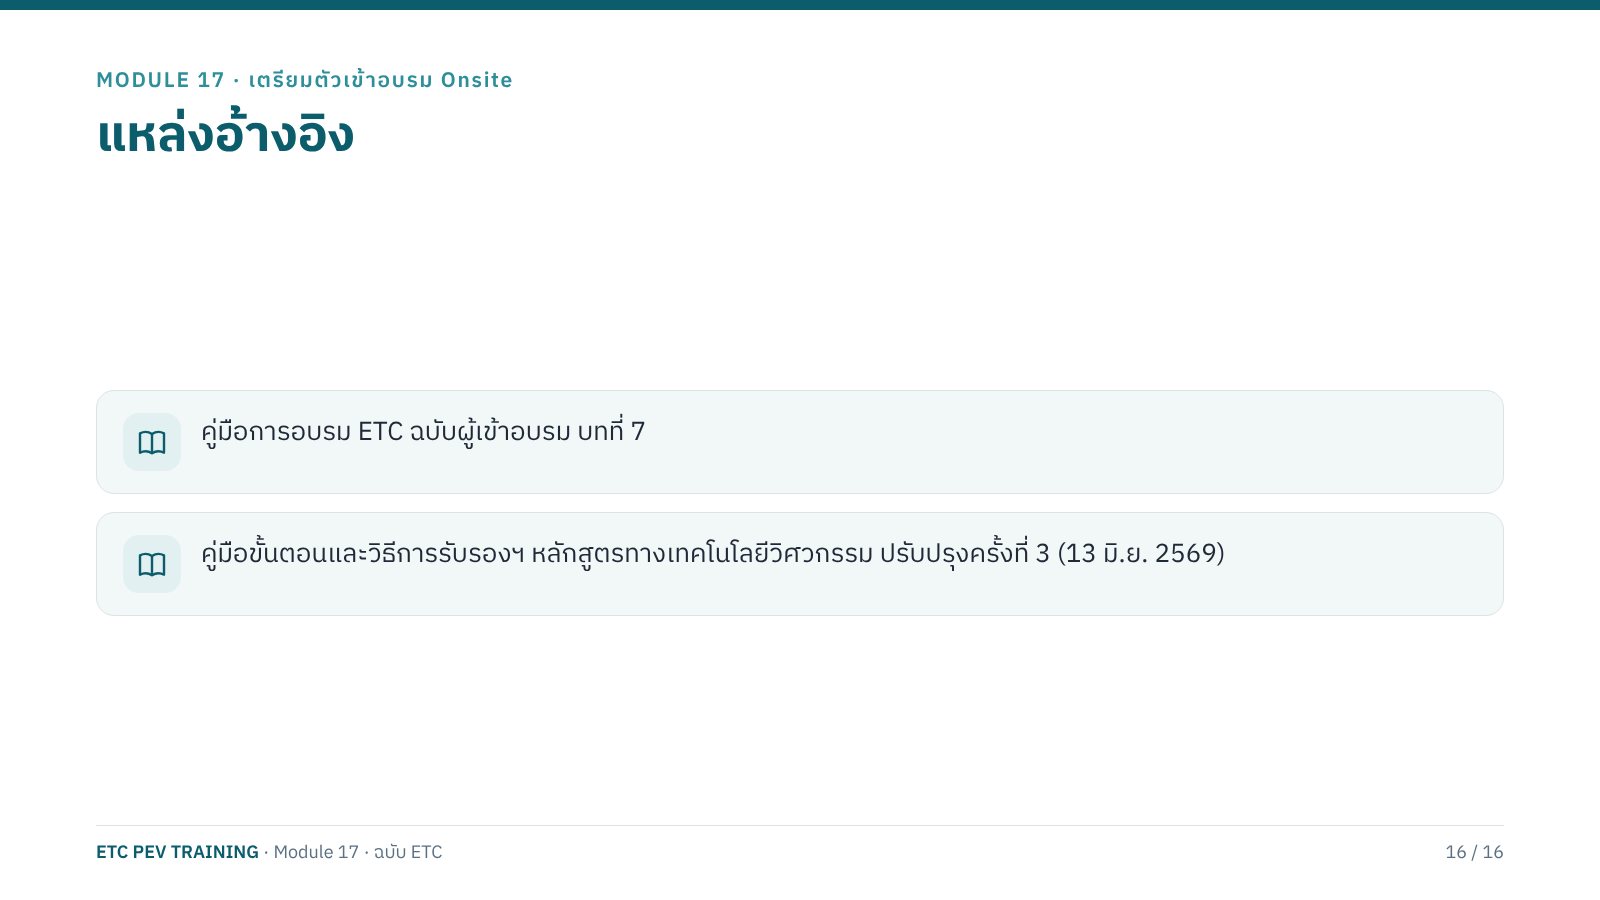 MODULE 17 · เตรียมตัวเข้าอบรม Onsite
แหล่งอ้างอิง
คู่มือการอบรม ETC ฉบับผู้เข้าอบรม บทที่ 7
คู่มือขั้นตอนและวิธีการรับรองฯ หลักสูตรทางเทคโนโลยีวิศวกรรม ปรับปรุงครั้งที่ 3 (13 มิ.ย. 2569)
ETC PEV TRAINING · Module 17 · ฉบับ ETC
16 / 16